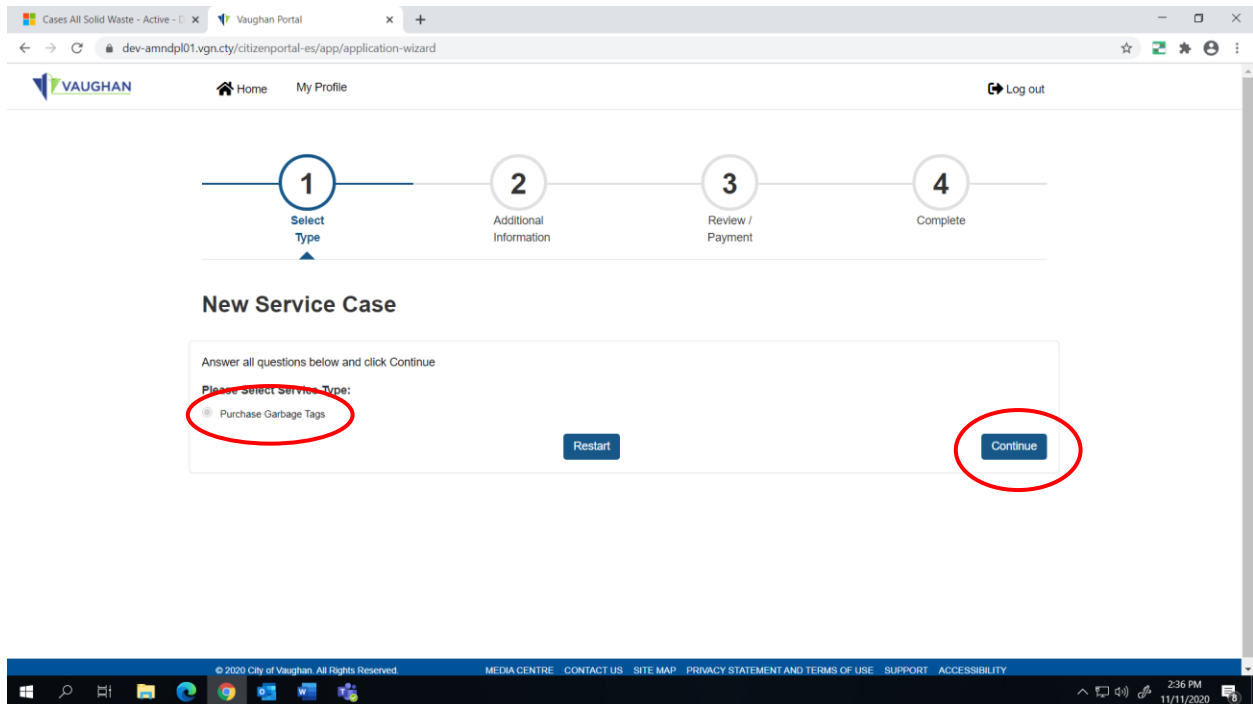 Cases All Solid Waste - Active - D
Vaughan Portal
dev-amndpl01.vgn.cty/citizenportal-es/app/application-wizard
VAUGHAN
Home My Profile Log out
1 2 3 4
Select
Type
Additional
Information
Review /
Payment
Complete
New Service Case
Answer all questions below and click Continue
Please Select Service Type:
Purchase Garbage Tags
Restart Continue
© 2020 City of Vaughan. All Rights Reserved. MEDIA CENTRE CONTACT US SITE MAP PRIVACY STATEMENT AND TERMS OF USE SUPPORT ACCESSIBILITY
2:36 PM
11/11/2020
8